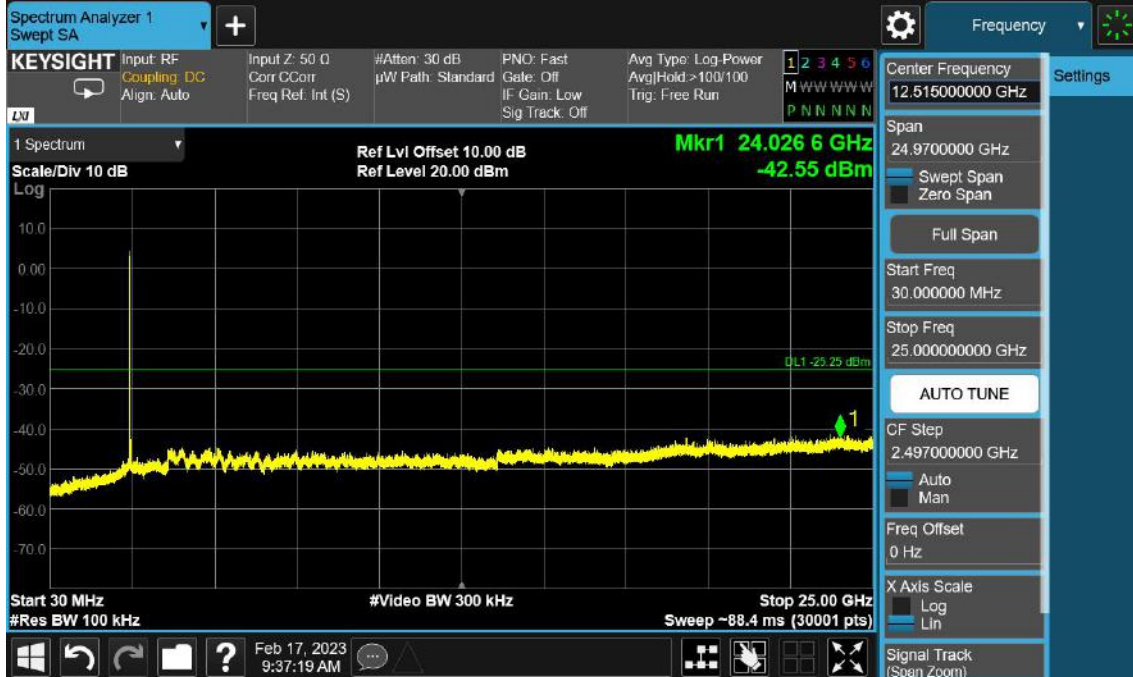 Spectrum Analyzer 1
Swept SA
Frequency
KEYSIGHT
Input: RF
Coupling: DC
Align: Auto
Input Z: 50 Ω
Corr CCorr
Freq Ref: Int (S)
#Atten: 30 dB
µW Path: Standard
PNO: Fast
Gate: Off
IF Gain: Low
Sig Track: Off
Avg Type: Log-Power
Avg|Hold:>100/100
Trig: Free Run
1 2 3 4 5 6
M W W W W W
P N N N N N
LXI
Center Frequency
12.515000000 GHz
Settings
1 Spectrum
Scale/Div 10 dB
Log
Ref Lvl Offset 10.00 dB
Ref Level 20.00 dBm
Mkr1 24.026 6 GHz
-42.55 dBm
10.0
0.00
-10.0
-20.0
-30.0
-40.0
-50.0
-60.0
-70.0
DL1 -25.25 dBm
1
Start 30 MHz
#Res BW 100 kHz
#Video BW 300 kHz
Stop 25.00 GHz
Sweep ~88.4 ms (30001 pts)
Span
24.9700000 GHz
Swept Span
Zero Span
Full Span
Start Freq
30.000000 MHz
Stop Freq
25.000000000 GHz
AUTO TUNE
CF Step
2.497000000 GHz
Auto
Man
Freq Offset
0 Hz
X Axis Scale
Log
Lin
Signal Track
(Span Zoom)
?
Feb 17, 2023
9:37:19 AM